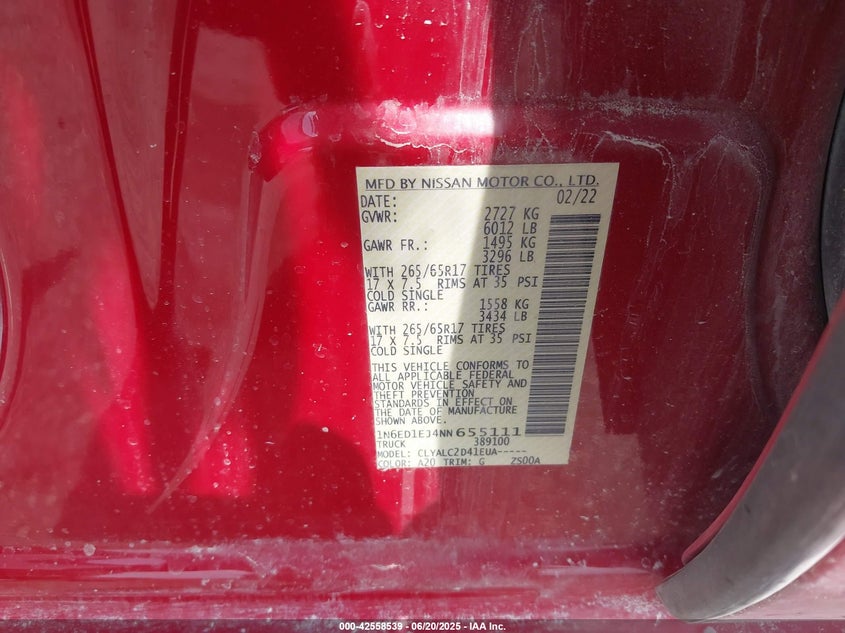 MFD BY NISSAN MOTOR CO., LTD.
DATE: 02/22
GVWR: 2727 KG
6012 LB
GAWR FR.: 1495 KG
3296 LB
WITH 265/65R17 TIRES
17 X 7.5 RIMS AT 35 PSI
COLD SINGLE
GAWR RR.: 1558 KG
3434 LB
WITH 265/65R17 TIRES
17 X 7.5 RIMS AT 35 PSI
COLD SINGLE
THIS VEHICLE CONFORMS TO
ALL APPLICABLE FEDERAL
MOTOR VEHICLE SAFETY AND
THEFT PREVENTION
STANDARDS IN EFFECT ON
THE DATE OF MANUFACTURE
SHOWN ABOVE.
1N6ED1EJ4NN655111
TRUCK 389100
MODEL: CLYALC2D41EUA-----
COLOR: A20 TRIM: G ZS00A
000-42558539 - 06/20/2025 - IAA Inc.